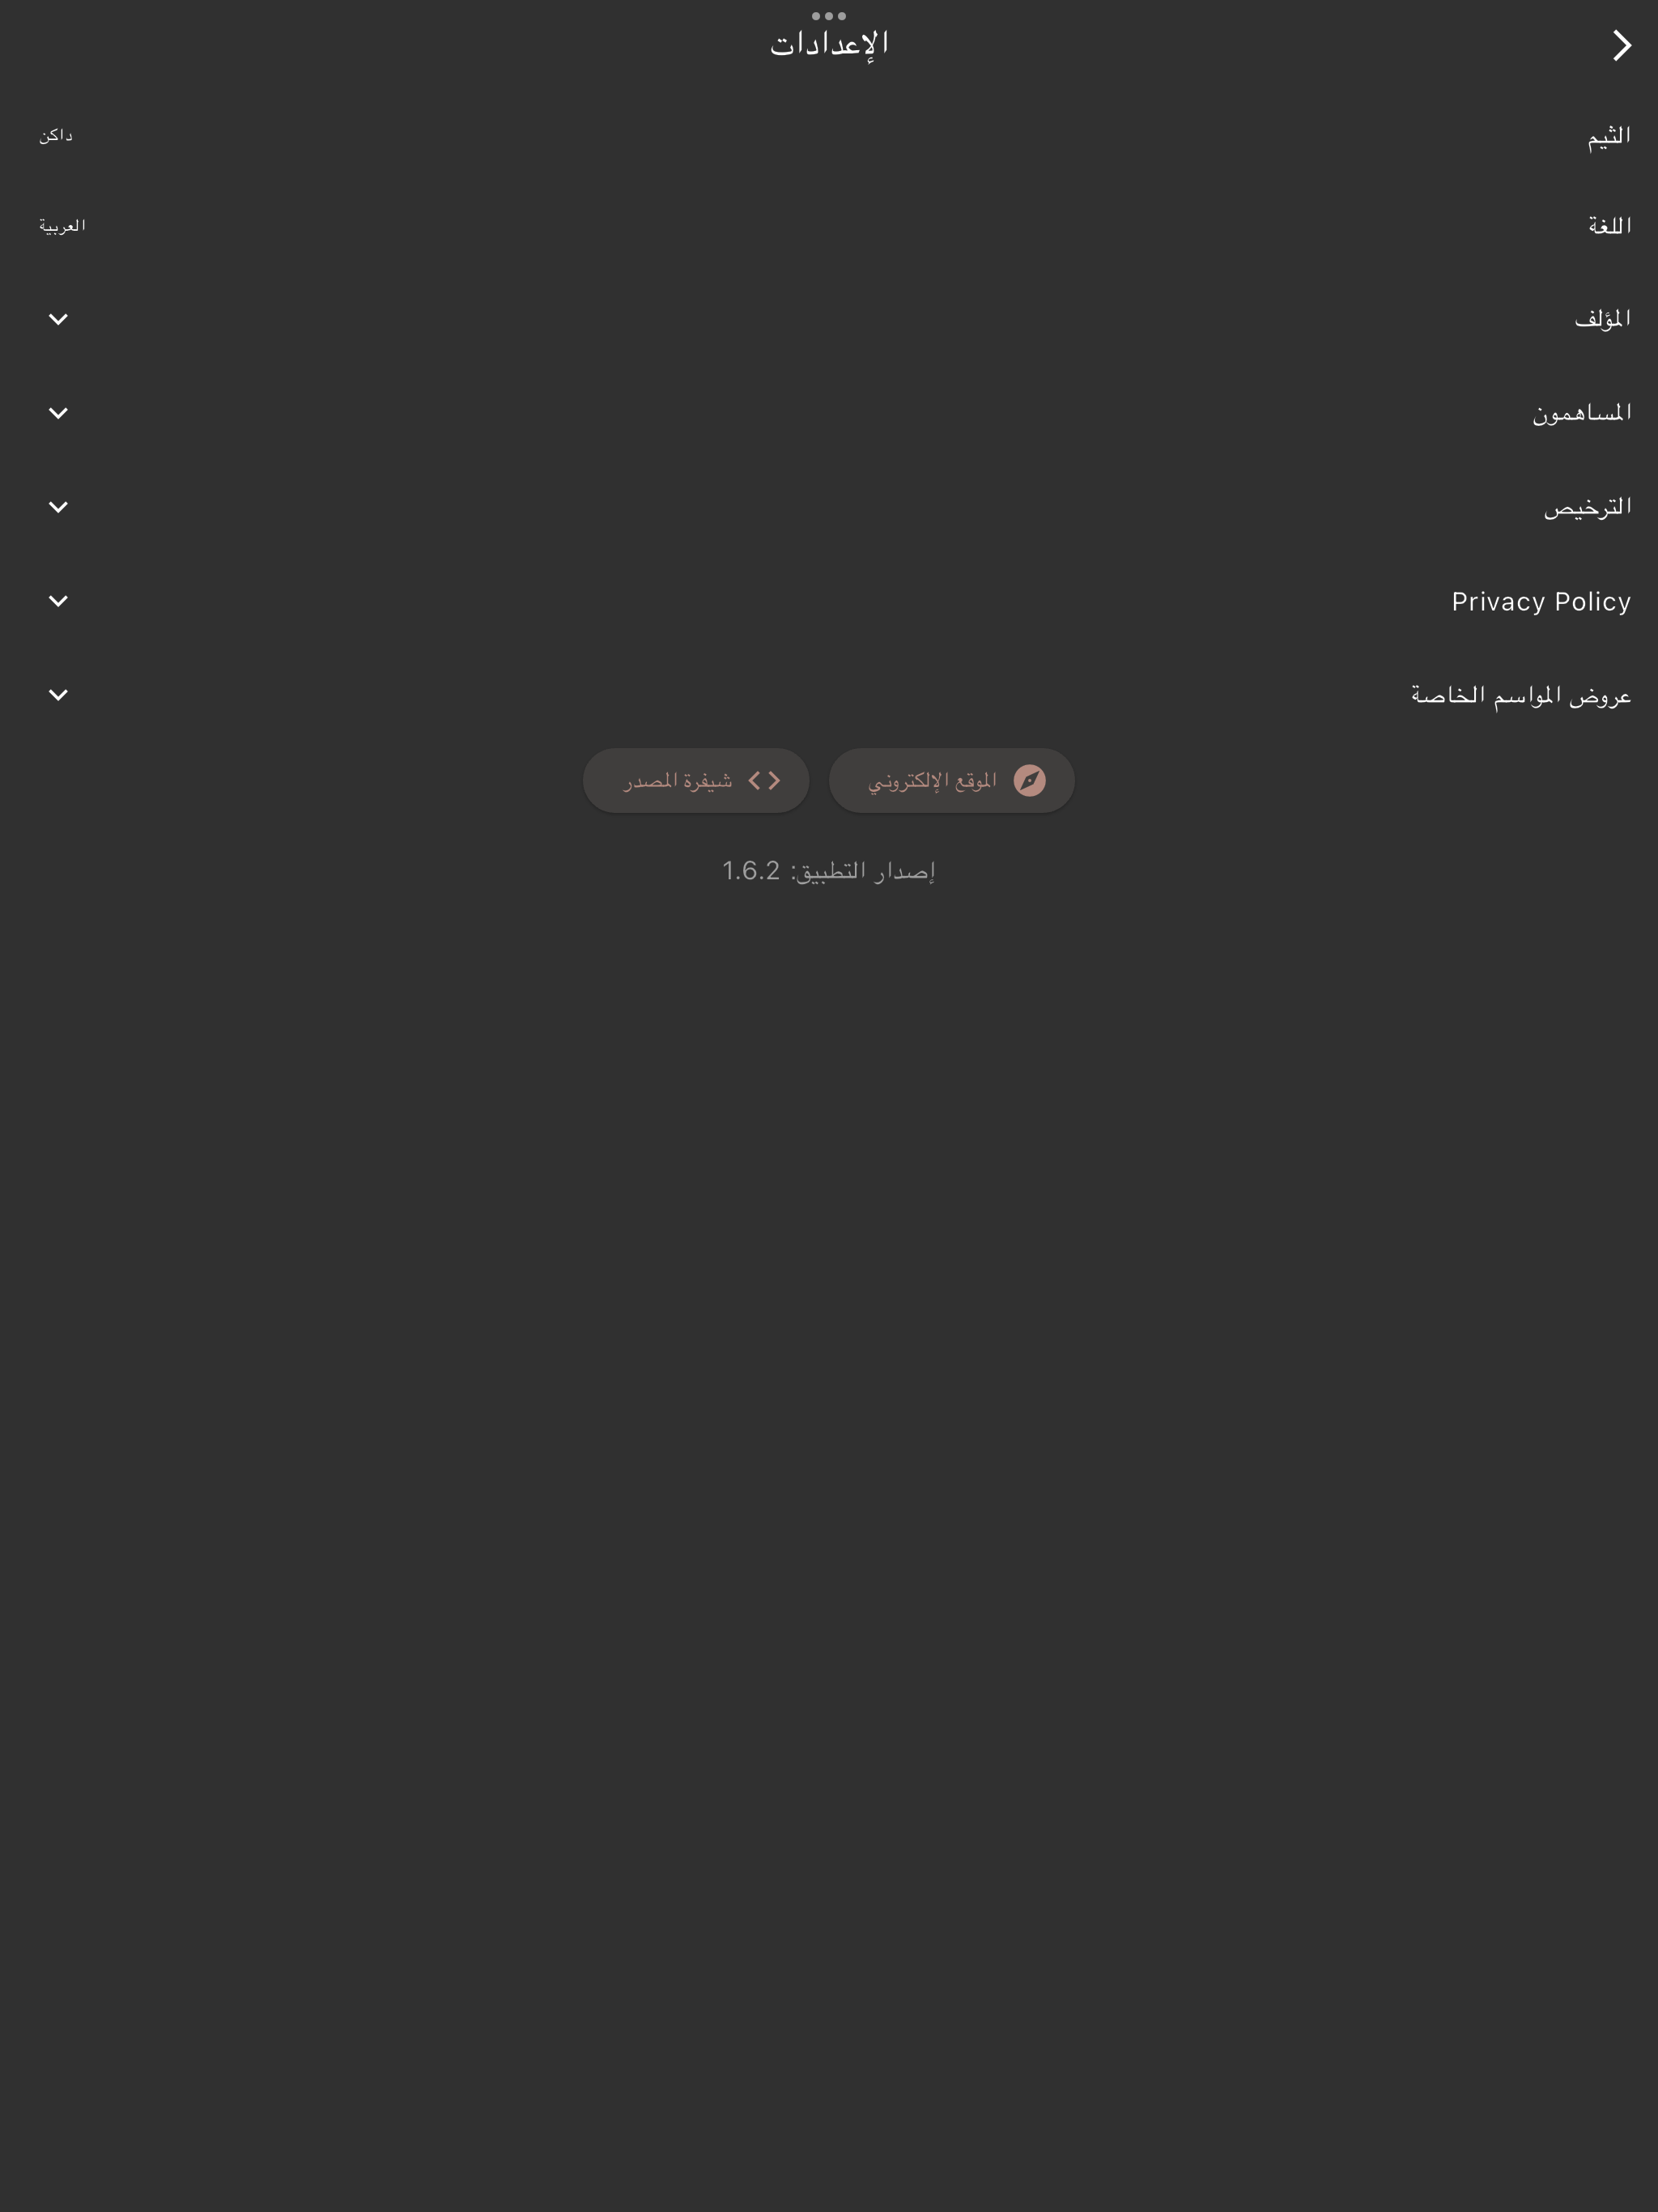 الإعدادات
الثيم
داكن
اللغة
العربية
المؤلف
المساهمون
الترخيص
Privacy Policy
عروض المواسم الخاصة
الموقع الإلكتروني
شيفرة المصدر
إصدار التطبيق: 1.6.2